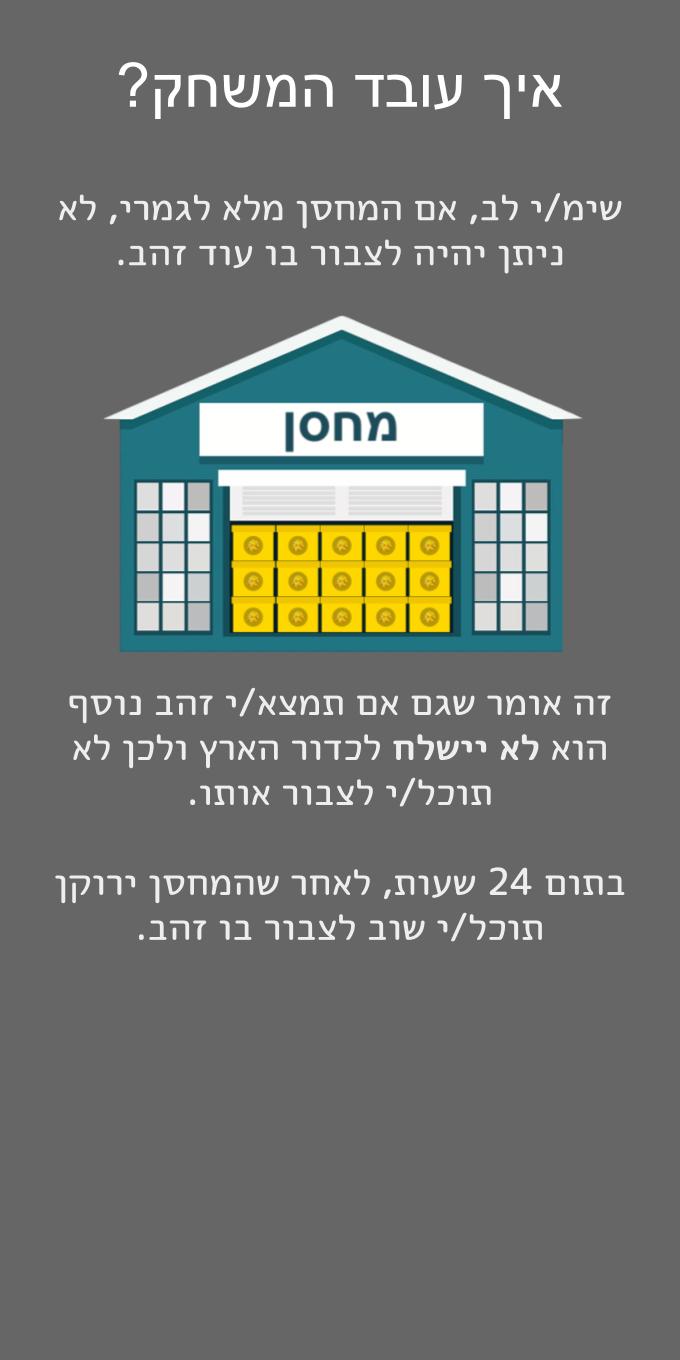 איך עובד המשחק?
שימ/י לב, אם המחסן מלא לגמרי, לא
ניתן יהיה לצבור בו עוד זהב.
מחסן
זה אומר שגם אם תמצא/י זהב נוסף
הוא לא יישלח לכדור הארץ ולכן לא
תוכל/י לצבור אותו.
בתום 24 שעות, לאחר שהמחסן ירוקן
תוכל/י שוב לצבור בו זהב.